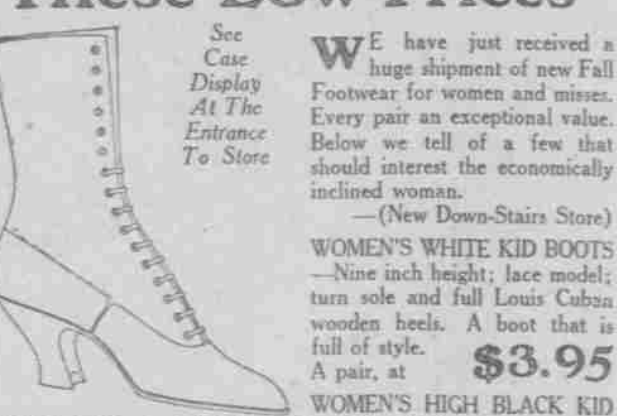 These Low Prices
See
Case
Display
At The
Entrance
To Store
WE have just received a
huge shipment of new Fall
Footwear for women and misses.
Every pair an exceptional value.
Below we tell of a few that
should interest the economically
inclined woman.
—(New Down-Stairs Store)
WOMEN'S WHITE KID BOOTS
—Nine inch height; lace model;
turn sole and full Louis Cuban
wooden heels. A boot that is
full of style.
A pair, at $3.95
WOMEN'S HIGH BLACK KID